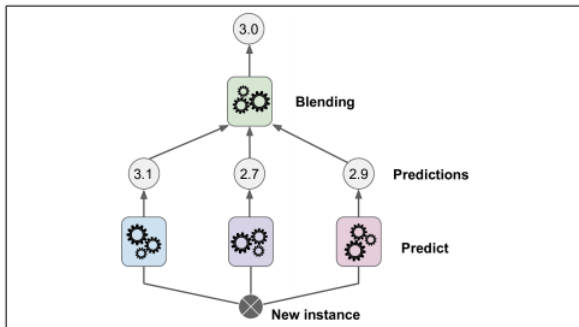 3.0
Blending
3.1
2.7
2.9
Predictions
Predict
New instance